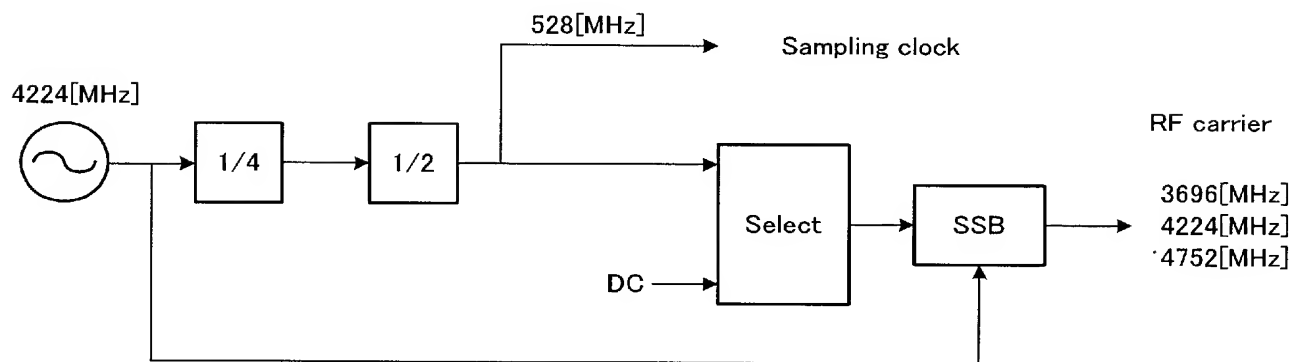 528[MHz]
Sampling clock
4224[MHz]
RF carrier
1/4
1/2
3696[MHz]
Select
SSB
4224[MHz]
4752[MHz]
DC